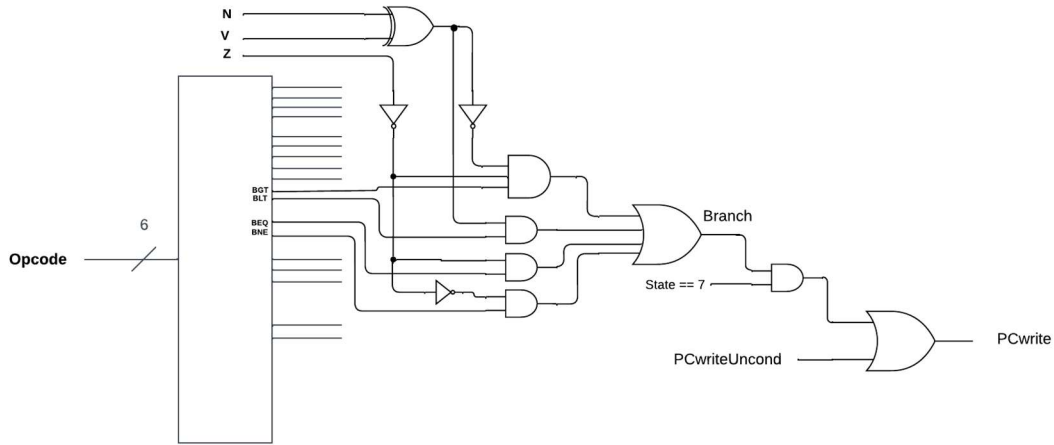 N
V
Z
BGT
BLT
BEQ
BNE
6
Opcode
Branch
State == 7
PCwriteUncond
PCwrite